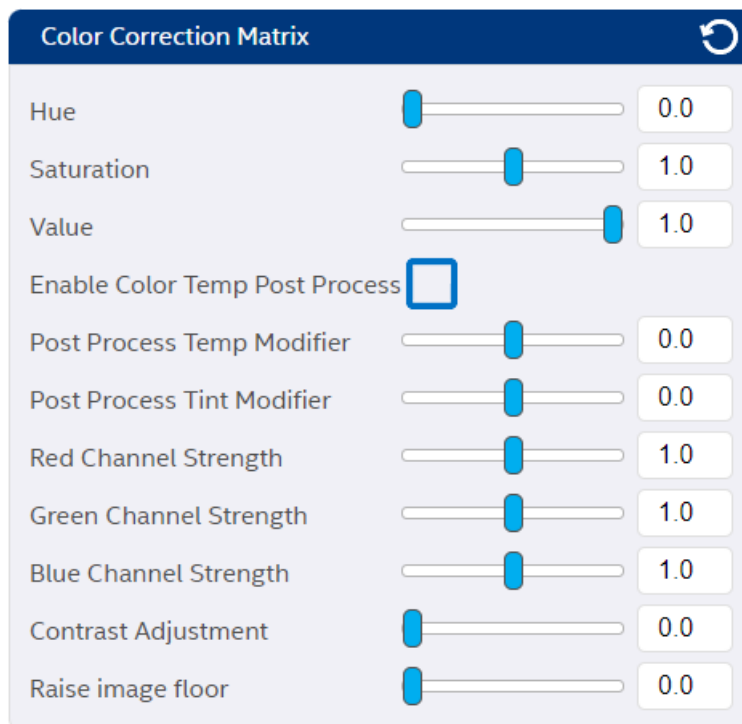 Color Correction Matrix
Hue 0.0
Saturation 1.0
Value 1.0
Enable Color Temp Post Process
Post Process Temp Modifier 0.0
Post Process Tint Modifier 0.0
Red Channel Strength 1.0
Green Channel Strength 1.0
Blue Channel Strength 1.0
Contrast Adjustment 0.0
Raise image floor 0.0